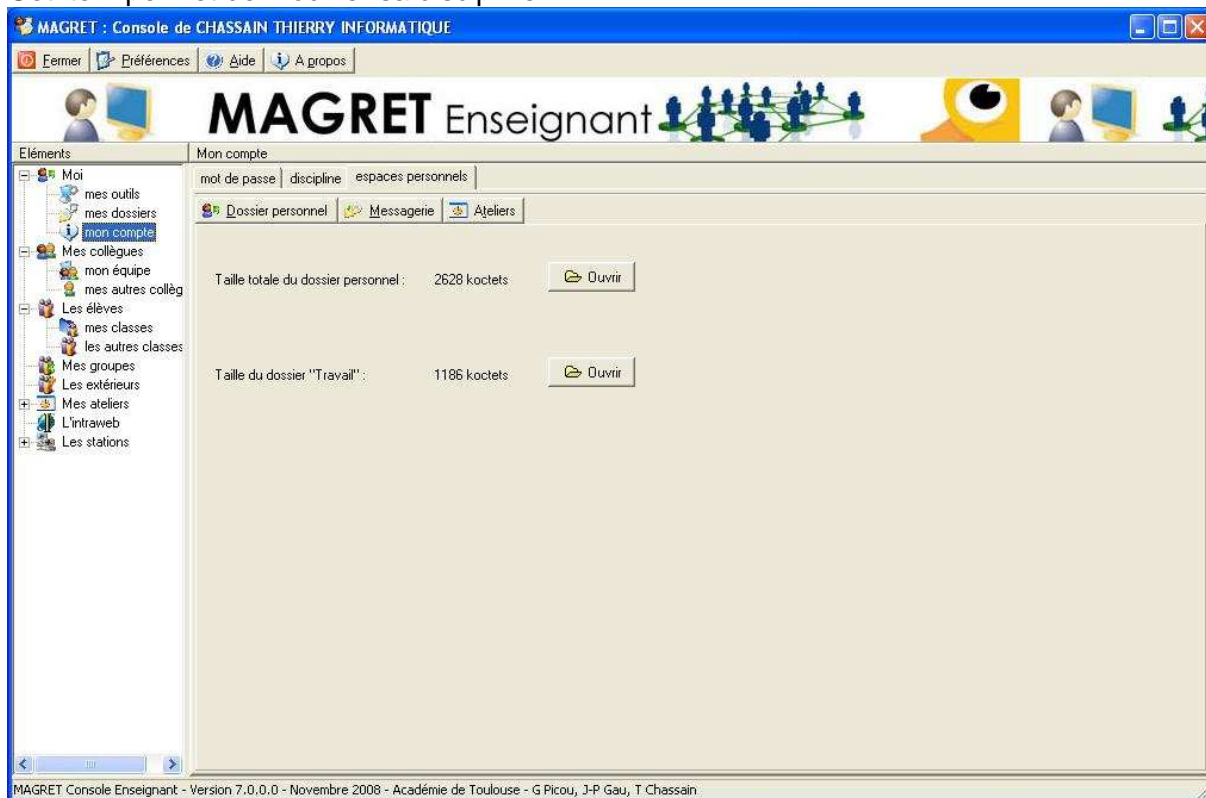 MAGRET : Console de CHASSAIN THIERRY INFORMATIQUE
Fermer Préférences Aide A propos
MAGRET Enseignant
Eléments
Mon compte
Moi
mes outils
mes dossiers
mon compte
Mes collègues
mon équipe
mes autres collèg
Les élèves
mes classes
les autres classes
Mes groupes
Les extérieurs
Mes ateliers
L'intraweb
Les stations
mot de passe discipline espaces personnels
Dossier personnel Messagerie Ateliers
Taille totale du dossier personnel : 2628 koctets Ouvrir
Taille du dossier "Travail" : 1186 koctets Ouvrir
MAGRET Console Enseignant - Version 7.0.0.0 - Novembre 2008 - Académie de Toulouse - G Picou, J-P Gau, T Chassain